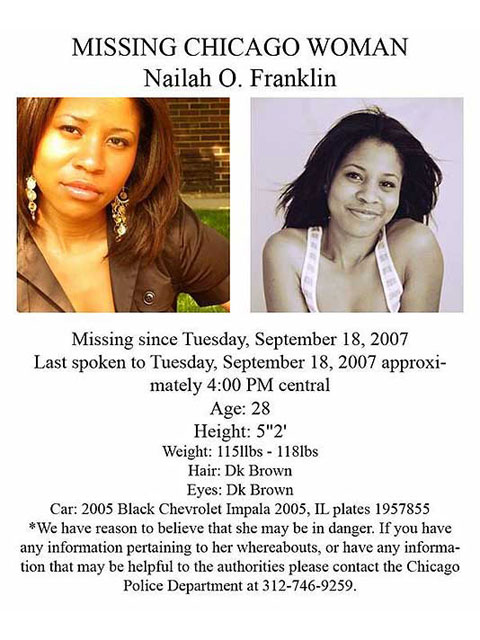 MISSING CHICAGO WOMAN
Nailah O. Franklin
Missing since Tuesday, September 18, 2007
Last spoken to Tuesday, September 18, 2007 approxi-
mately 4:00 PM central
Age: 28
Height: 5"2'
Weight: 115llbs - 118lbs
Hair: Dk Brown
Eyes: Dk Brown
Car: 2005 Black Chevrolet Impala 2005, IL plates 1957855
*We have reason to believe that she may be in danger. If you have
any information pertaining to her whereabouts, or have any informa-
tion that may be helpful to the authorities please contact the Chicago
Police Department at 312-746-9259.